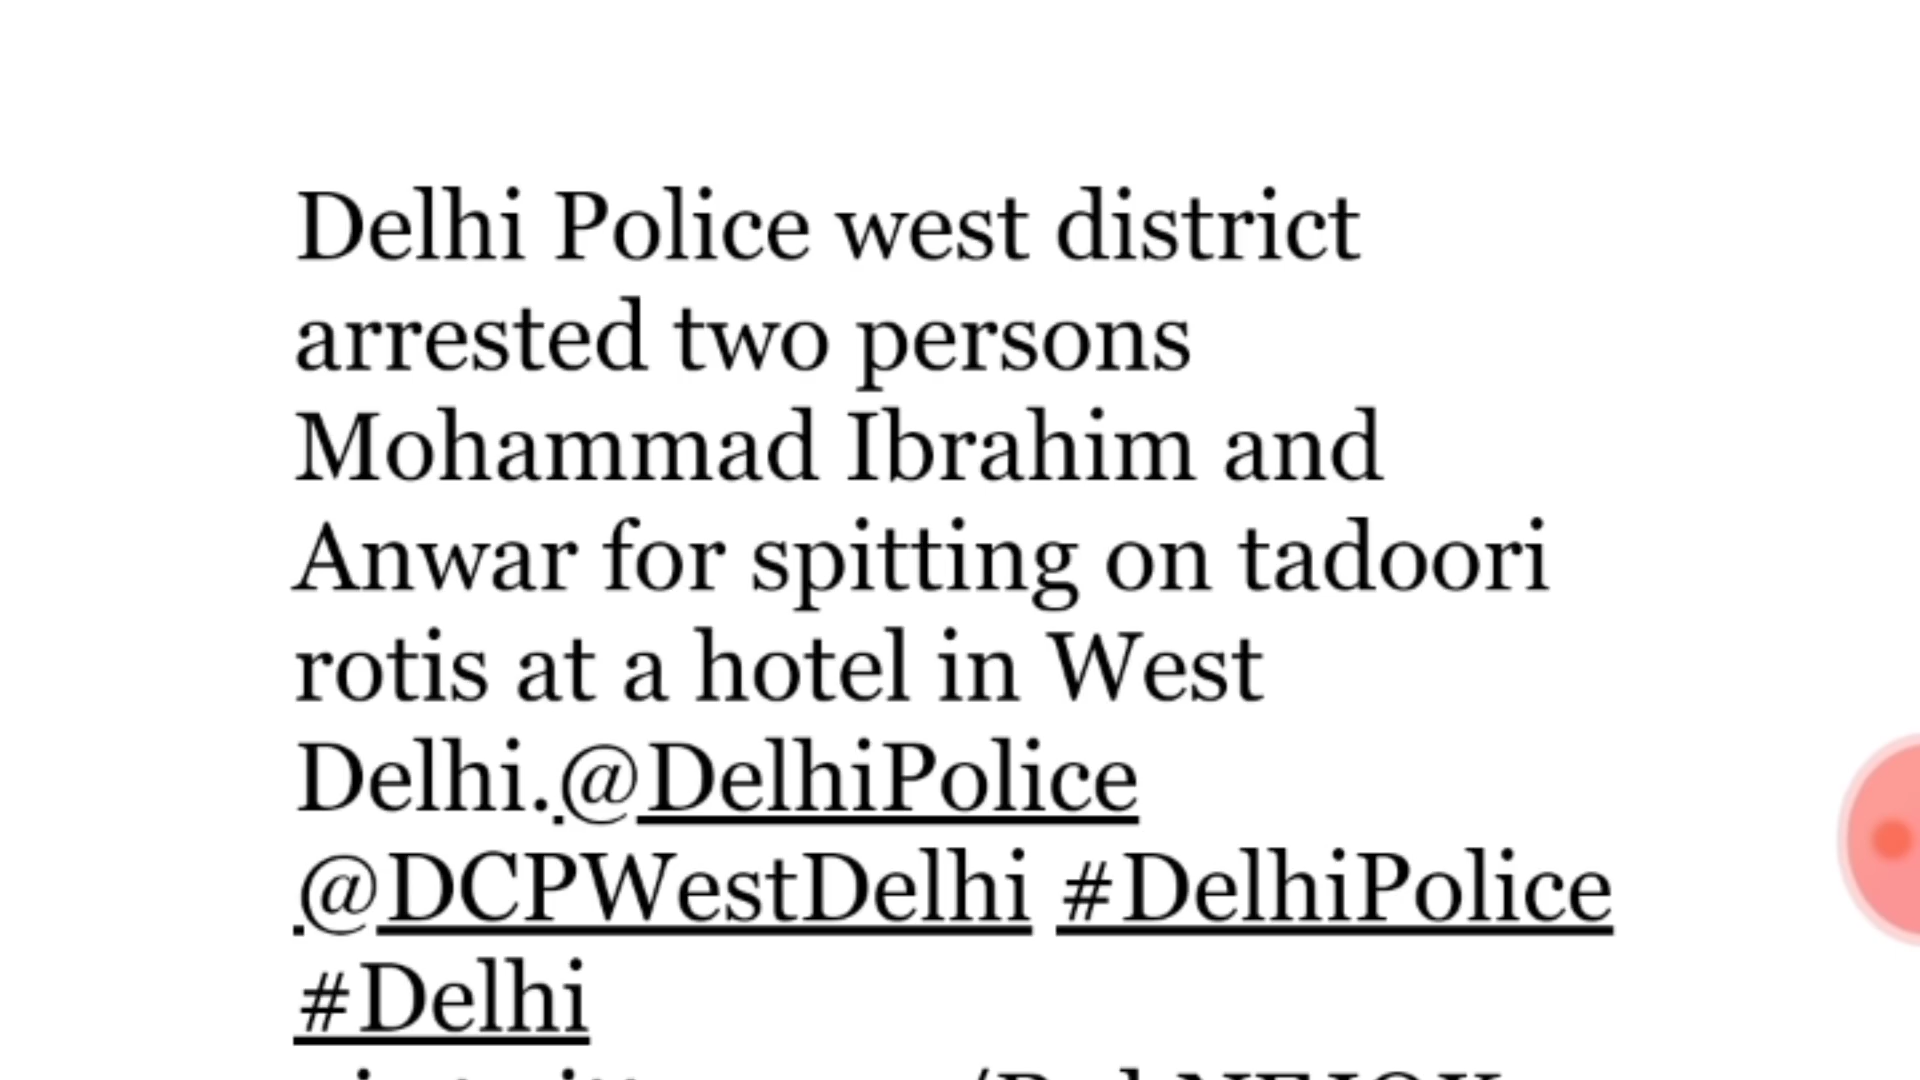 Delhi Police west district
arrested two persons
Mohammad Ibrahim and
Anwar for spitting on tadoori
rotis at a hotel in West
Delhi.@DelhiPolice
@DCPWestDelhi #DelhiPolice
#Delhi